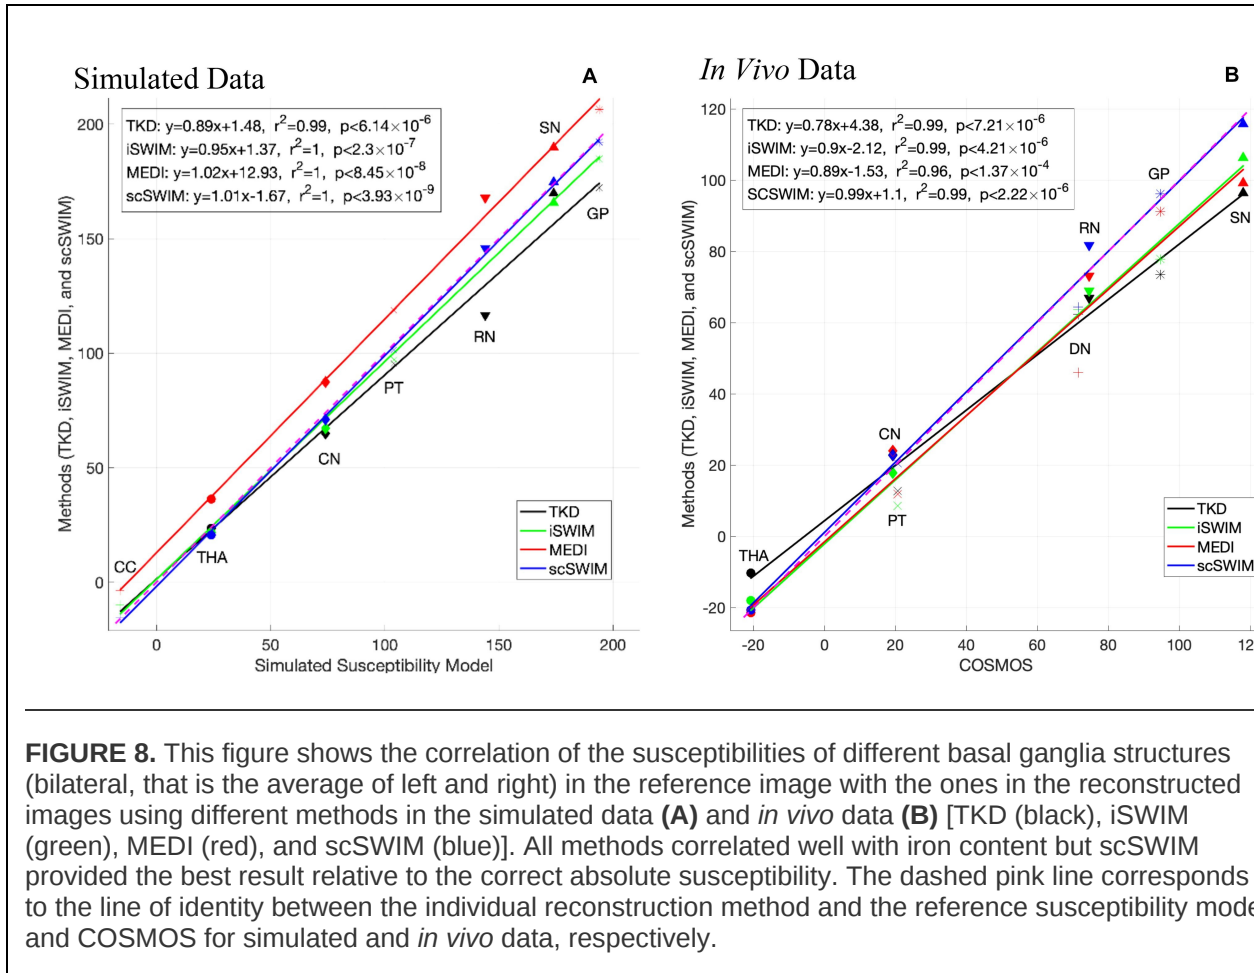 Simulated Data
A
TKD: y=0.89x+1.48, r²=0.99, p<6.14×10⁻⁶
iSWIM: y=0.95x+1.37, r²=1, p<2.3×10⁻⁷
MEDI: y=1.02x+12.93, r²=1, p<8.45×10⁻⁸
scSWIM: y=1.01x-1.67, r²=1, p<3.93×10⁻⁹
SN
GP
RN
PT
CN
THA
CC
TKD
iSWIM
MEDI
scSWIM
200
150
100
50
0
0
50
100
150
200
Methods (TKD, iSWIM, MEDI, and scSWIM)
Simulated Susceptibility Model
In Vivo Data
B
TKD: y=0.78x+4.38, r²=0.99, p<7.21×10⁻⁶
iSWIM: y=0.9x-2.12, r²=0.99, p<4.21×10⁻⁶
MEDI: y=0.89x-1.53, r²=0.96, p<1.37×10⁻⁴
SCSWIM: y=0.99x+1.1, r²=0.99, p<2.22×10⁻⁶
GP
SN
RN
DN
CN
PT
THA
TKD
iSWIM
MEDI
scSWIM
120
100
80
60
40
20
0
-20
-20
0
20
40
60
80
100
120
Methods (TKD, iSWIM, MEDI, and scSWIM)
COSMOS
FIGURE 8. This figure shows the correlation of the susceptibilities of different basal ganglia structures
(bilateral, that is the average of left and right) in the reference image with the ones in the reconstructed
images using different methods in the simulated data (A) and in vivo data (B) [TKD (black), iSWIM
(green), MEDI (red), and scSWIM (blue)]. All methods correlated well with iron content but scSWIM
provided the best result relative to the correct absolute susceptibility. The dashed pink line corresponds
to the line of identity between the individual reconstruction method and the reference susceptibility mode
and COSMOS for simulated and in vivo data, respectively.